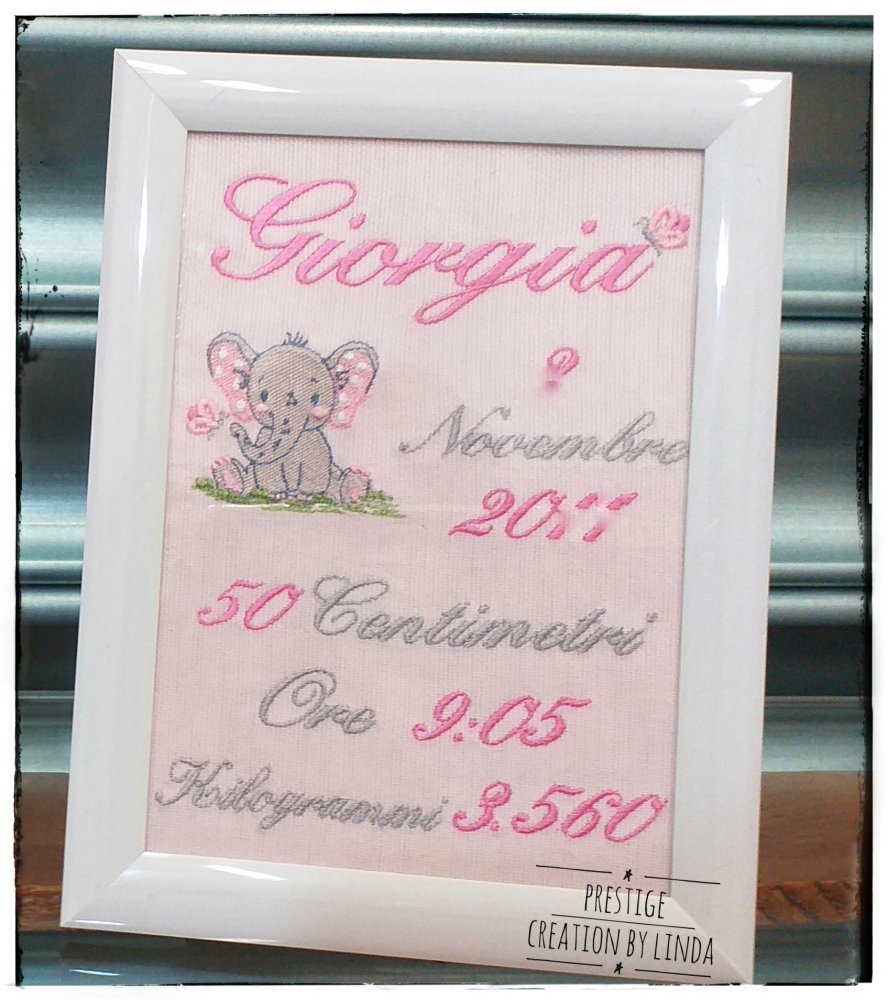 Giorgia
Novembre
50 Centimetri
Ore 9:05
Kilogrammi 3.560
PRESTIGE
CREATION BY LINDA